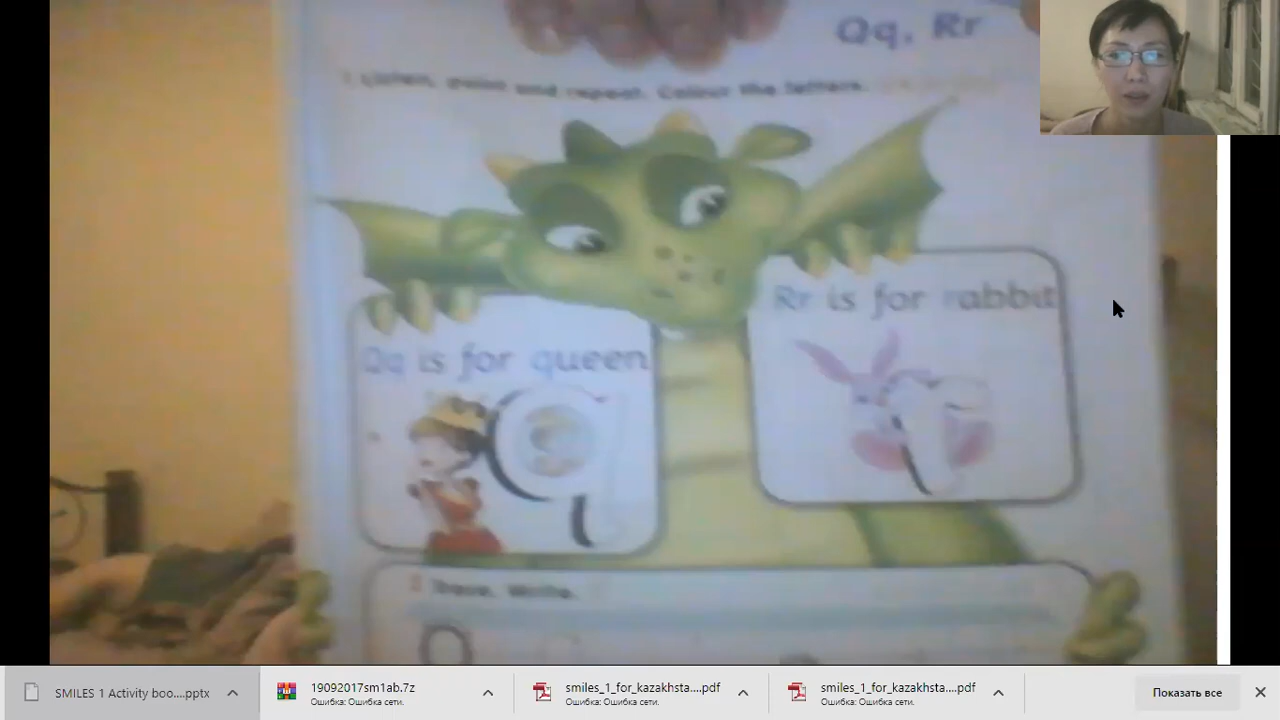 Qq, Rr
1 Listen, point and repeat. Colour the letters.
Rr is for rabbit
Qq is for queen
2 Trace. Write.
SMILES 1 Activity boo....pptx
19092017sm1ab.7z
Ошибка: Ошибка сети.
smiles_1_for_kazakhsta....pdf
Ошибка: Ошибка сети.
smiles_1_for_kazakhsta....pdf
Ошибка: Ошибка сети.
Показать все